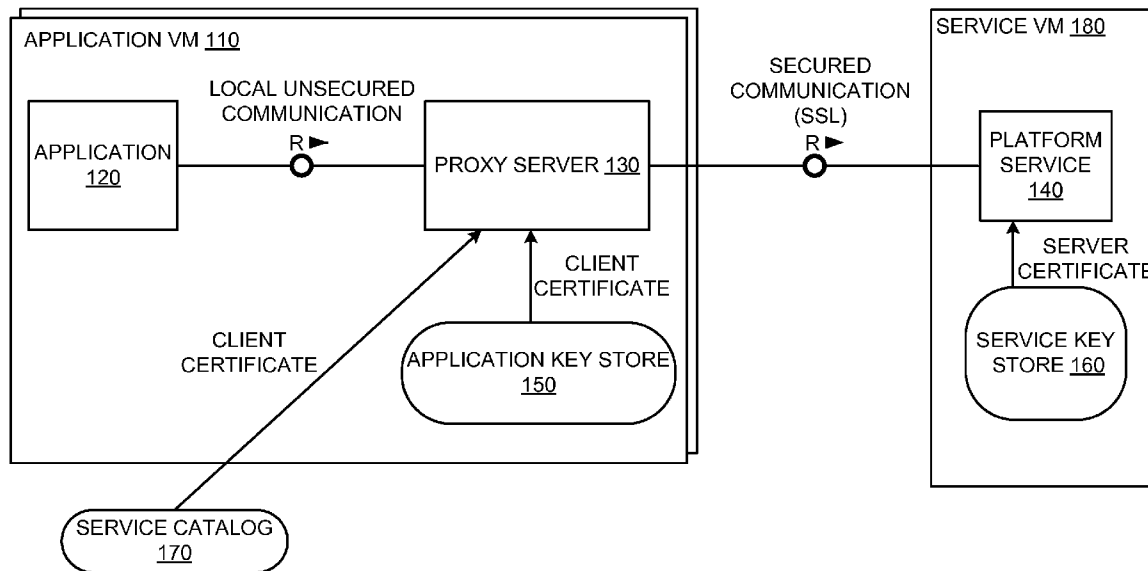 APPLICATION VM 110
SERVICE VM 180
LOCAL UNSECURED
COMMUNICATION
R
SECURED
COMMUNICATION
(SSL)
R
APPLICATION
120
PROXY SERVER 130
PLATFORM
SERVICE
140
CLIENT
CERTIFICATE
SERVER
CERTIFICATE
CLIENT
CERTIFICATE
APPLICATION KEY STORE
150
SERVICE KEY
STORE 160
SERVICE CATALOG
170